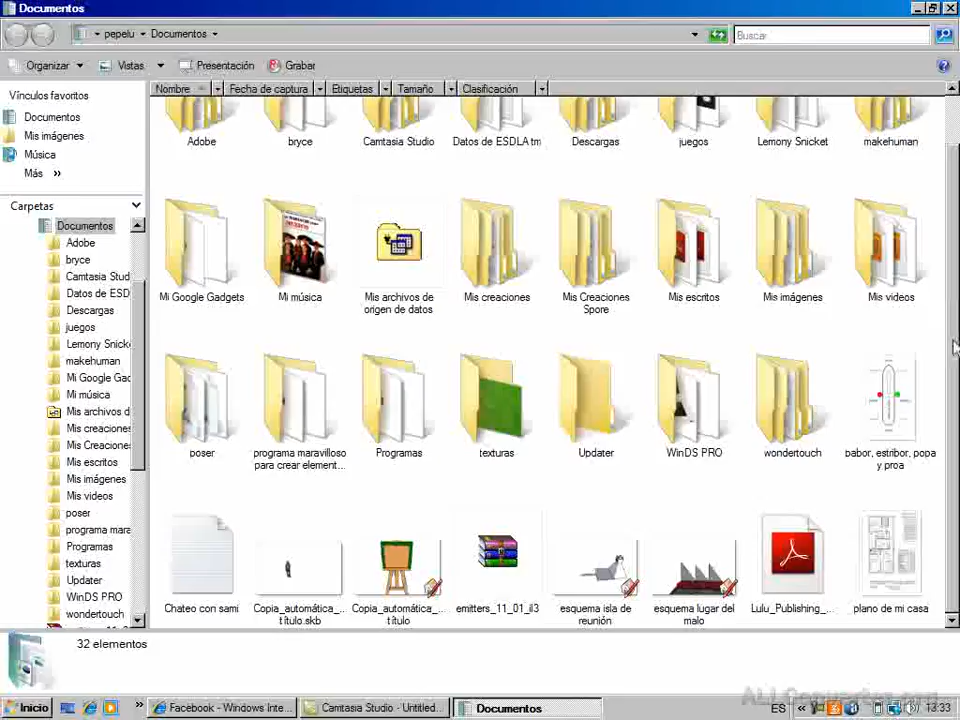 Documentos
pepelu Documentos
Buscar
Organizar Vistas Presentación Grabar
Vínculos favoritos
Documentos
Mis imágenes
Música
Más »
Carpetas
Documentos
Adobe
bryce
Camtasia Stud
Datos de ESD
Descargas
juegos
Lemony Snick
makehuman
Mi Google Gad
Mi música
Mis archivos d
Mis creaciones
Mis Creaciones
Mis escritos
Mis imágenes
Mis videos
poser
programa mara
Programas
texturas
Updater
WinDS PRO
wondertouch
Nombre Fecha de captura Etiquetas Tamaño Clasificación
Adobe bryce Camtasia Studio Datos de ESDLA tm Descargas juegos Lemony Snicket makehuman
Mi Google Gadgets Mi música Mis archivos de Mis creaciones Mis Creaciones Mis escritos Mis imágenes Mis videos
origen de datos Spore
poser programa maravilloso Programas texturas Updater WinDS PRO wondertouch babor, estribor, popa
para crear element... y proa
Chateo con sami Copia_automática_... Copia_automática_... emitters_11_01_il3 esquema isla de esquema lugar del Lulu_Publishing_... plano de mi casa
título.skb título reunión malo
32 elementos
Inicio » Facebook - Windows Inte... Camtasia Studio - Untitled... Documentos ES « 13:33